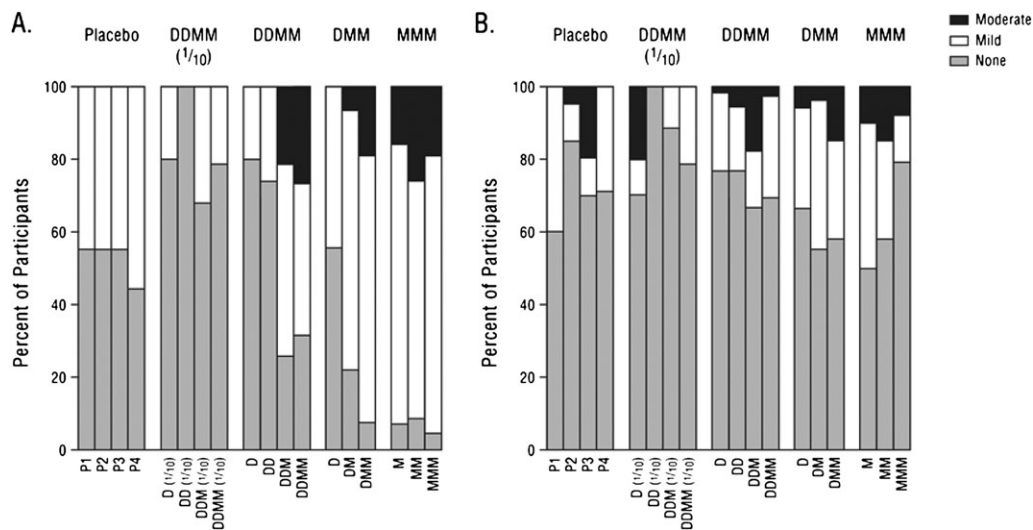 A.
Placebo
DDMM
(1/10)
DDMM
DMM
MMM
Percent of Participants
100
80
60
40
20
0
P1
P2
P3
P4
D (1/10)
DD (1/10)
DDM (1/10)
DDMM (1/10)
D
DD
DDM
DDMM
D
DM
DMM
M
MM
MMM
B.
Placebo
DDMM
(1/10)
DDMM
DMM
MMM
Percent of Participants
100
80
60
40
20
0
P1
P2
P3
P4
D (1/10)
DD (1/10)
DDM (1/10)
DDMM (1/10)
D
DD
DDM
DDMM
D
DM
DMM
M
MM
MMM
Moderate
Mild
None